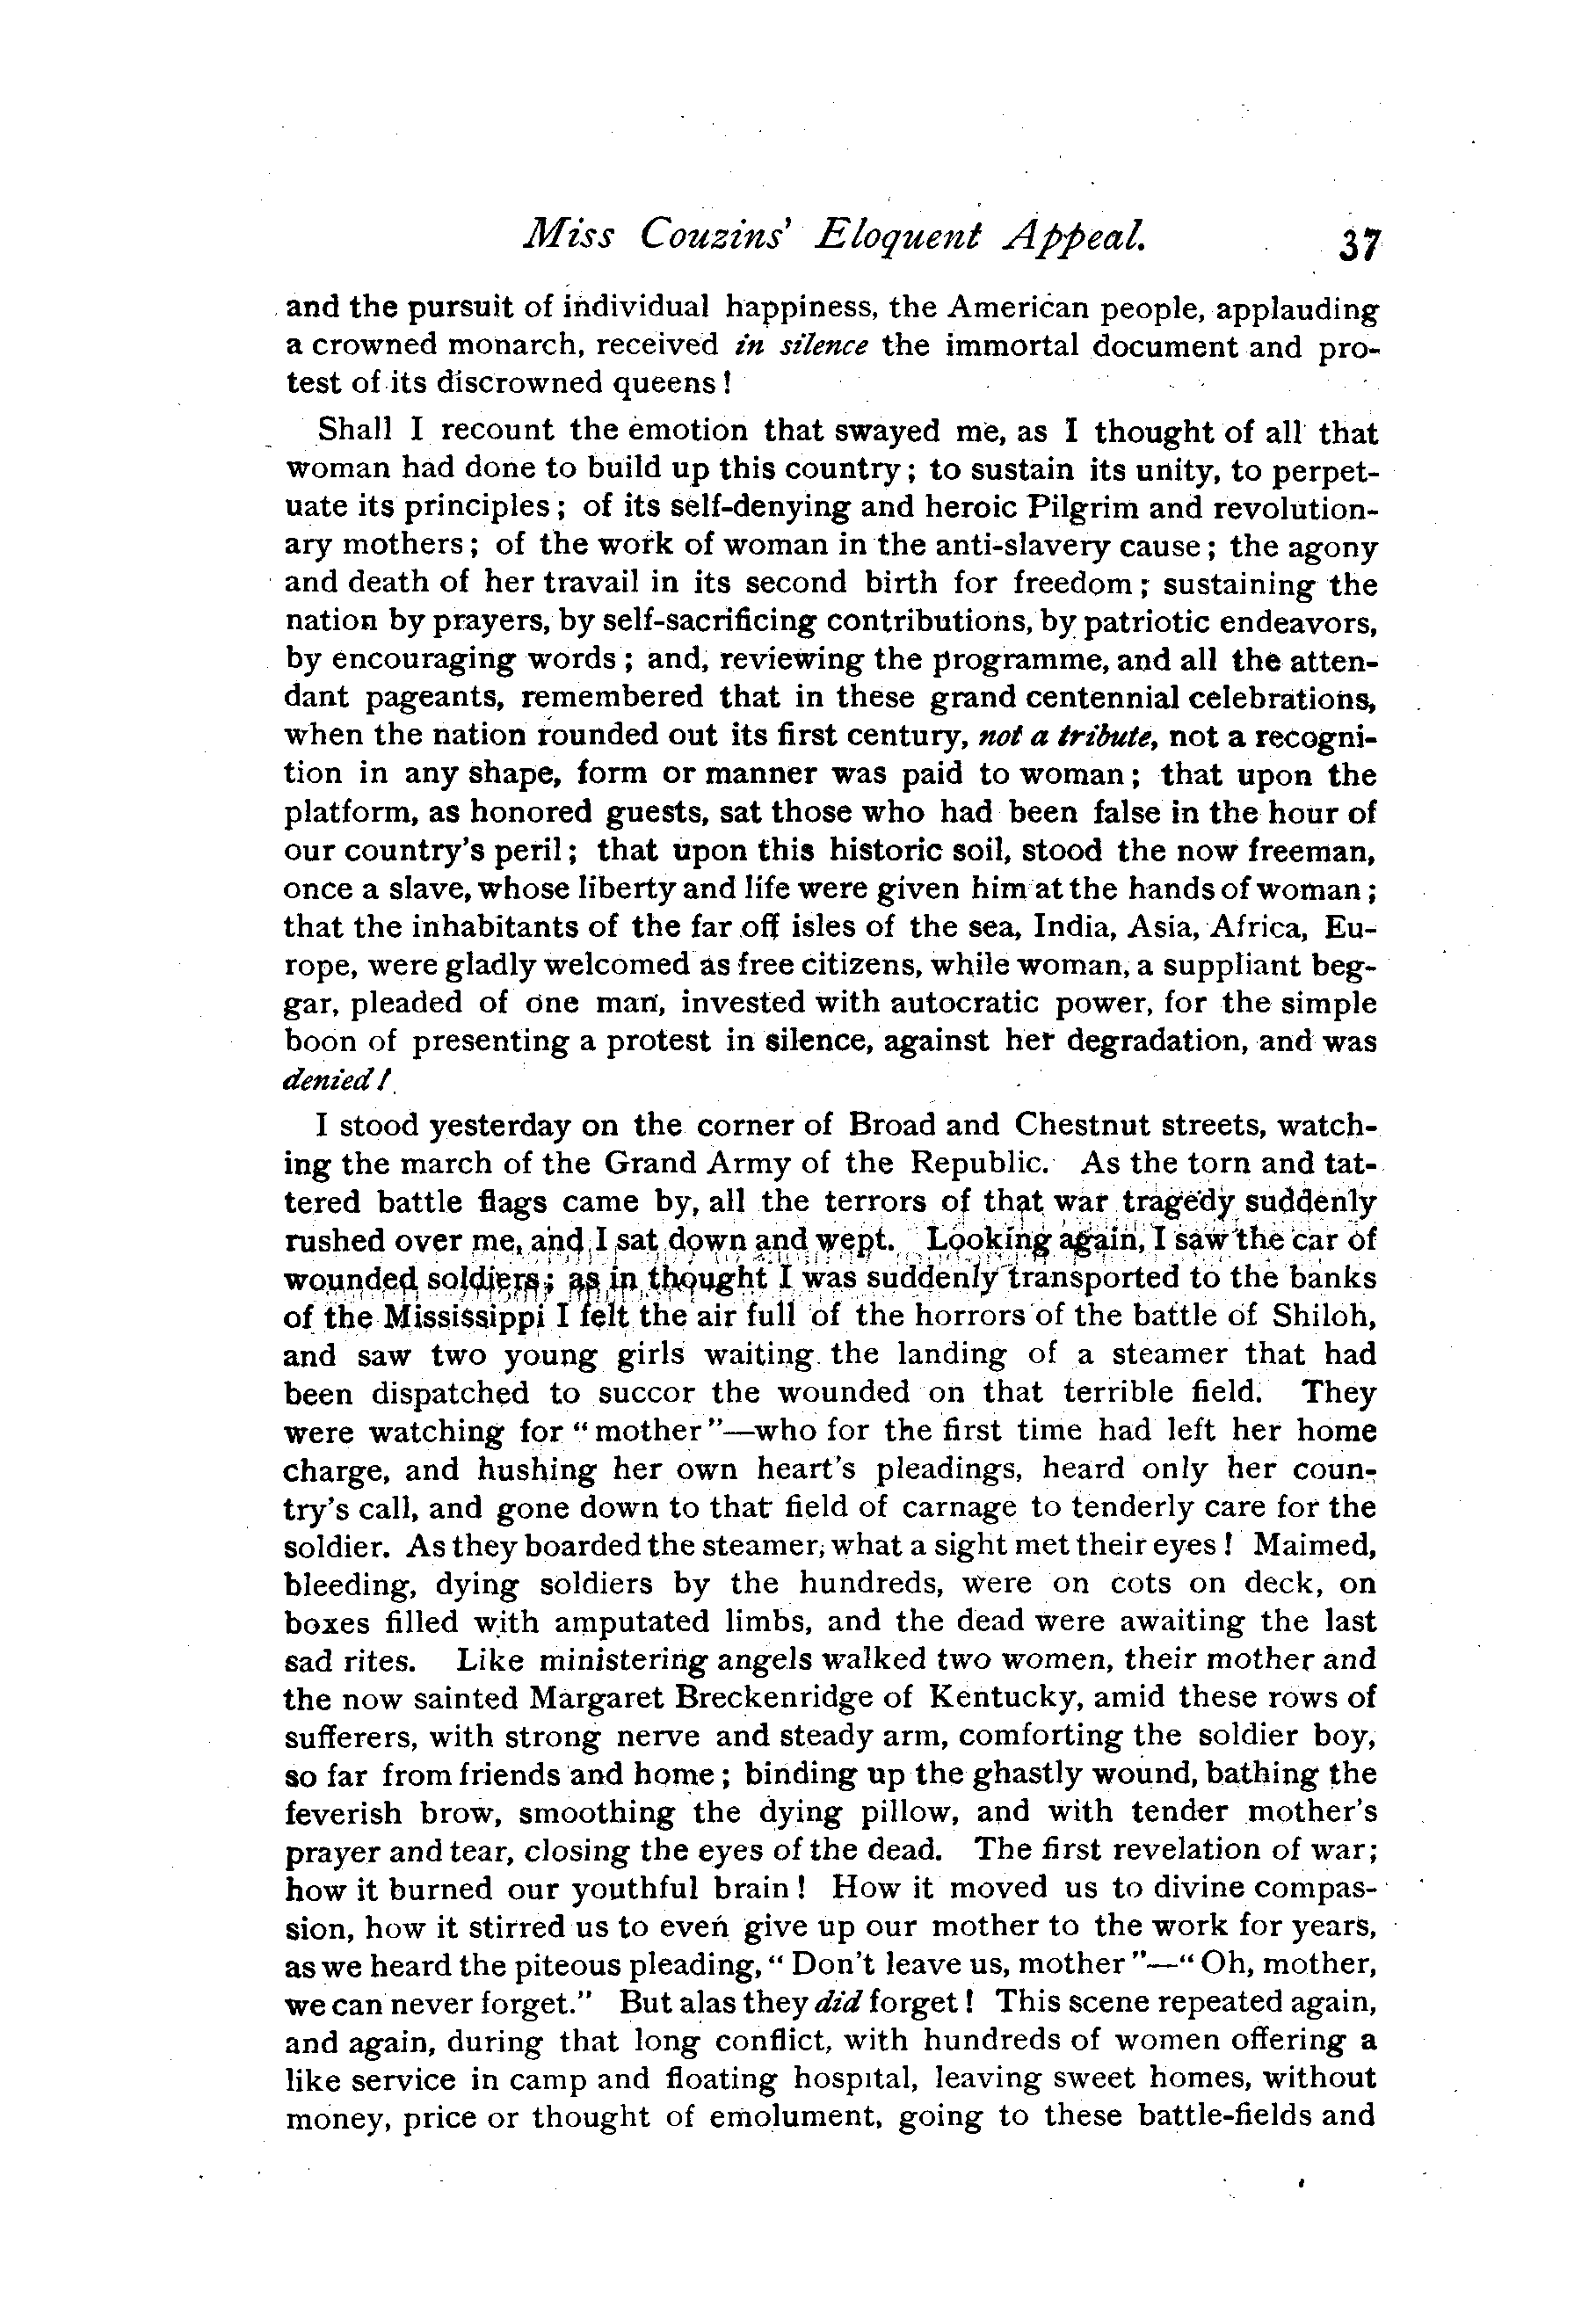 Miss Couzins' Eloquent Appeal. 37
and the pursuit of individual happiness, the American people, applauding
a crowned monarch, received in silence the immortal document and pro-
test of its discrowned queens!
Shall I recount the emotion that swayed me, as I thought of all that
woman had done to build up this country; to sustain its unity, to perpet-
uate its principles; of its self-denying and heroic Pilgrim and revolution-
ary mothers; of the work of woman in the anti-slavery cause; the agony
and death of her travail in its second birth for freedom; sustaining the
nation by prayers, by self-sacrificing contributions, by patriotic endeavors,
by encouraging words; and, reviewing the programme, and all the atten-
dant pageants, remembered that in these grand centennial celebrations,
when the nation rounded out its first century, not a tribute, not a recogni-
tion in any shape, form or manner was paid to woman; that upon the
platform, as honored guests, sat those who had been false in the hour of
our country's peril; that upon this historic soil, stood the now freeman,
once a slave, whose liberty and life were given him at the hands of woman;
that the inhabitants of the far off isles of the sea, India, Asia, Africa, Eu-
rope, were gladly welcomed as free citizens, while woman, a suppliant beg-
gar, pleaded of one man, invested with autocratic power, for the simple
boon of presenting a protest in silence, against her degradation, and was
denied!
I stood yesterday on the corner of Broad and Chestnut streets, watch-
ing the march of the Grand Army of the Republic. As the torn and tat-
tered battle flags came by, all the terrors of that war tragedy suddenly
rushed over me, and I sat down and wept. Looking again, I saw the car of
wounded soldiers; as in thought I was suddenly transported to the banks
of the Mississippi I felt the air full of the horrors of the battle of Shiloh,
and saw two young girls waiting the landing of a steamer that had
been dispatched to succor the wounded on that terrible field. They
were watching for "mother"—who for the first time had left her home
charge, and hushing her own heart's pleadings, heard only her coun-
try's call, and gone down to that field of carnage to tenderly care for the
soldier. As they boarded the steamer, what a sight met their eyes! Maimed,
bleeding, dying soldiers by the hundreds, were on cots on deck, on
boxes filled with amputated limbs, and the dead were awaiting the last
sad rites. Like ministering angels walked two women, their mother and
the now sainted Margaret Breckenridge of Kentucky, amid these rows of
sufferers, with strong nerve and steady arm, comforting the soldier boy,
so far from friends and home; binding up the ghastly wound, bathing the
feverish brow, smoothing the dying pillow, and with tender mother's
prayer and tear, closing the eyes of the dead. The first revelation of war;
how it burned our youthful brain! How it moved us to divine compas-
sion, how it stirred us to even give up our mother to the work for years,
as we heard the piteous pleading, "Don't leave us, mother"—"Oh, mother,
we can never forget." But alas they did forget! This scene repeated again,
and again, during that long conflict, with hundreds of women offering a
like service in camp and floating hospital, leaving sweet homes, without
money, price or thought of emolument, going to these battle-fields and